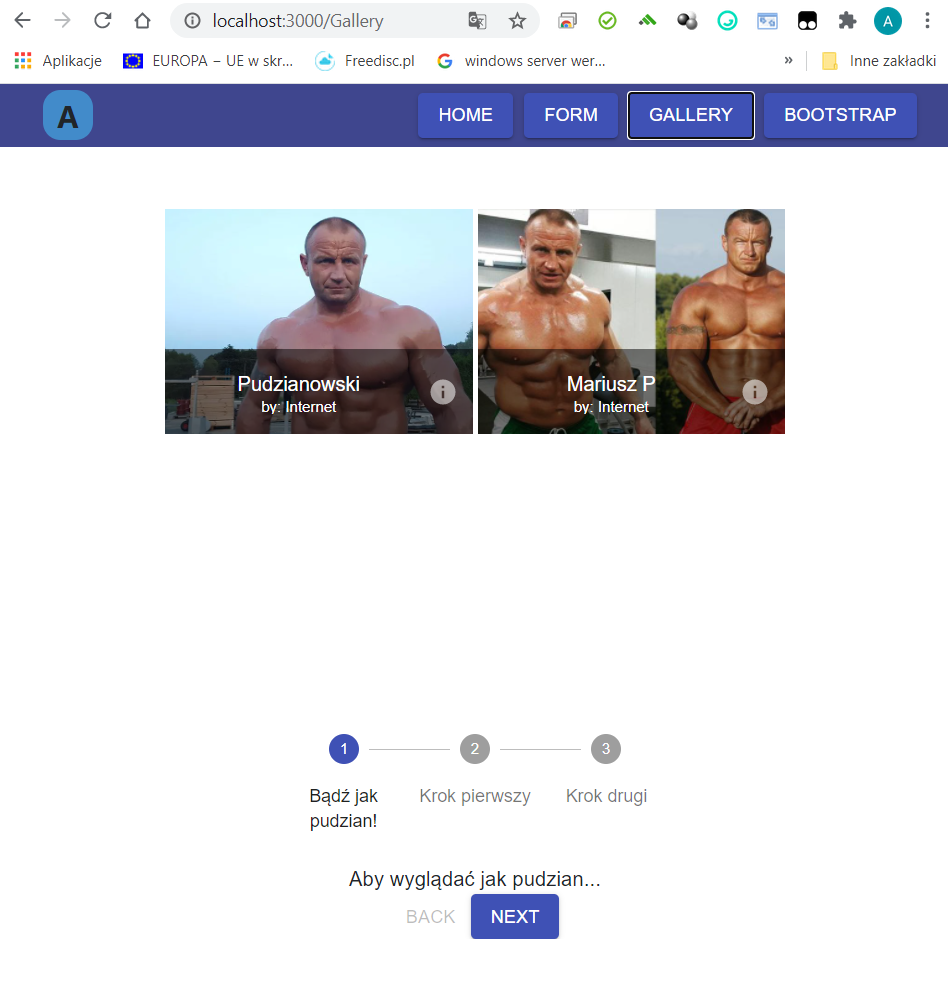 localhost:3000/Gallery
A
Aplikacje
EUROPA – UE w skr...
Freedisc.pl
windows server wer...
»
Inne zakładki
A
HOME
FORM
GALLERY
BOOTSTRAP
Pudzianowski
by: Internet
Mariusz P
by: Internet
1
2
3
Bądź jak
pudzian!
Krok pierwszy
Krok drugi
Aby wyglądać jak pudzian...
BACK
NEXT